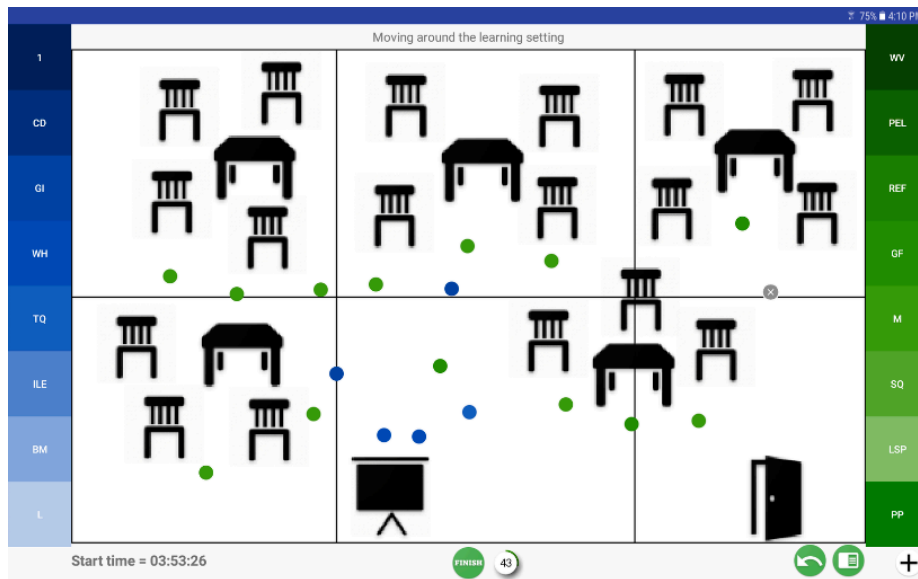 75% 4:10 PM
Moving around the learning setting
1
CD
GI
WH
TQ
ILE
BM
L
WV
PEL
REF
GF
M
SQ
LSP
PP
Start time = 03:53:26
FINISH
43